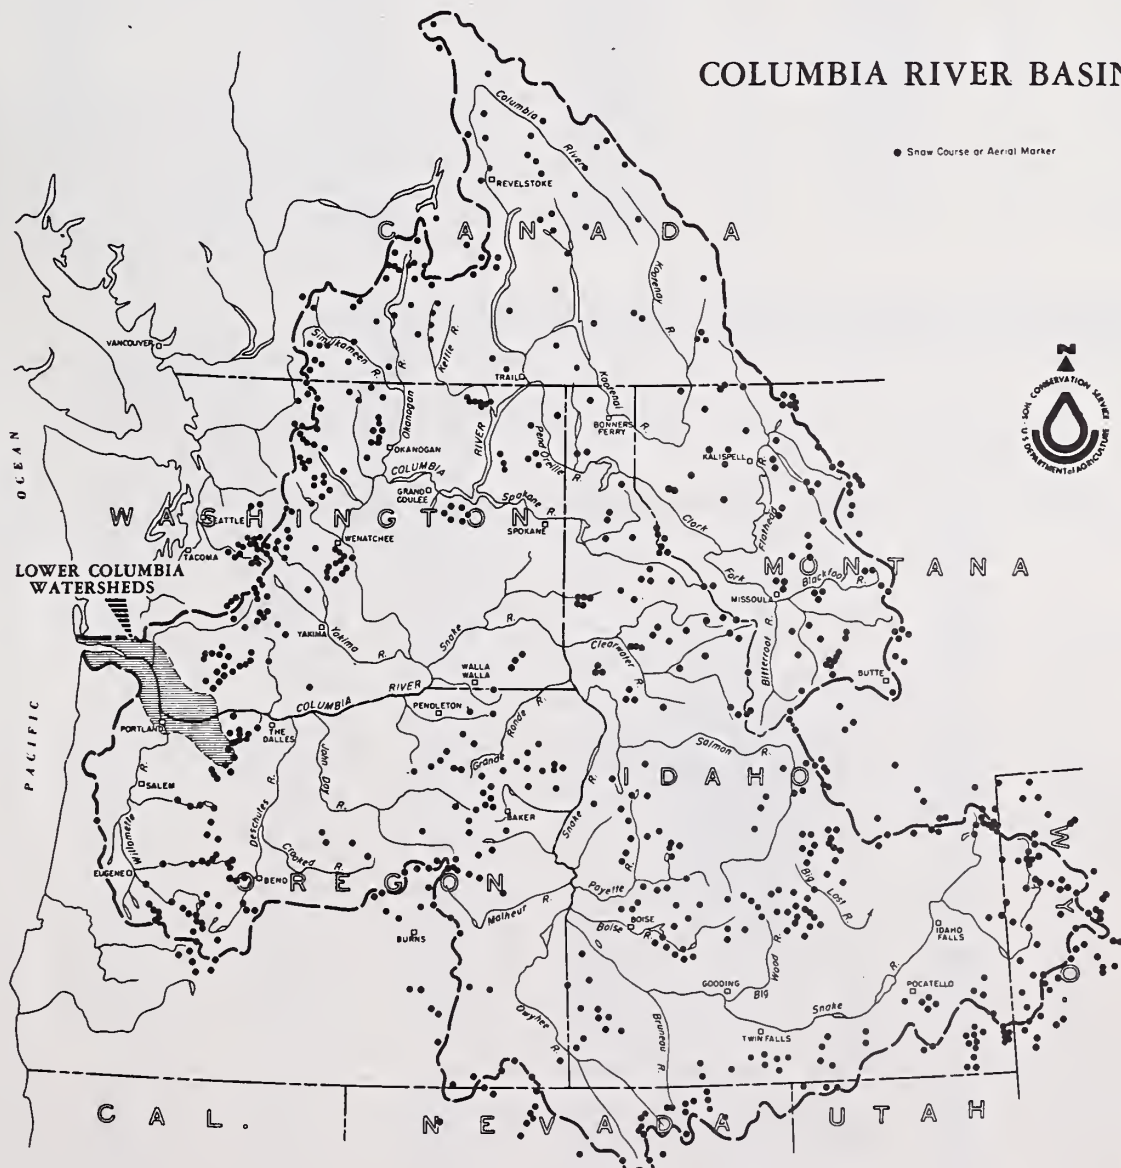 COLUMBIA RIVER BASIN
● Snow Course or Aerial Marker
N
U S · SOIL CONSERVATION SERVICE ·
DEPARTMENT of AGRICULTURE
Columbia
River
REVELSTOKE
CANADA
Kootenay
R.
VANCOUVER
Similkameen R.
Kettle R.
R.
Okanogan
TRAIL
Kootenai
R.
BONNERS
FERRY
Pend Oreille
R.
RIVER
OKANOGAN
COLUMBIA
GRAND
COULEE
KALISPELL
R.
Flathead
OCEAN
WASHINGTON
SEATTLE
TACOMA
WENATCHEE
Spokane
R.
SPOKANE
Clark
Fork
MONTANA
MISSOULA
Blackfoot
R.
LOWER COLUMBIA
WATERSHEDS
YAKIMA
Yakima
R.
Snake
R.
Clearwater
R.
Bitterroot R.
BUTTE
WALLA
WALLA
COLUMBIA
RIVER
PENDLETON
PORTLAND
THE
DALLES
PACIFIC
Grande
Ronde
R.
Salmon
R.
IDAHO
John Day
R.
R.
SALEM
Willamette
Deschutes
R.
BAKER
Snake
R.
R.
WYO
Crooked
R.
EUGENE
BEND
OREGON
Payette
Big
Lost R.
Malheur
R.
BURNS
Boise
R.
BOISE
IDAHO
FALLS
Big
Wood R.
GOODING
POCATELLO
Snake
R.
Owyhee
R.
Bruneau
R.
TWIN FALLS
CAL.
NEVADA
UTAH